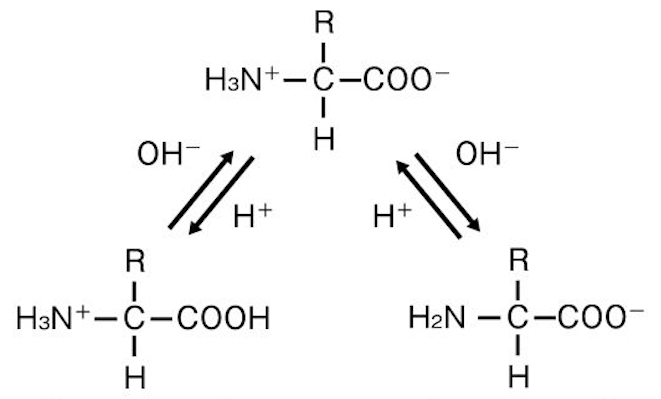 R
H₃N⁺–C–COO⁻
H
OH⁻
H⁺
H⁺
OH⁻
R
H₃N⁺–C–COOH
H
R
H₂N–C–COO⁻
H